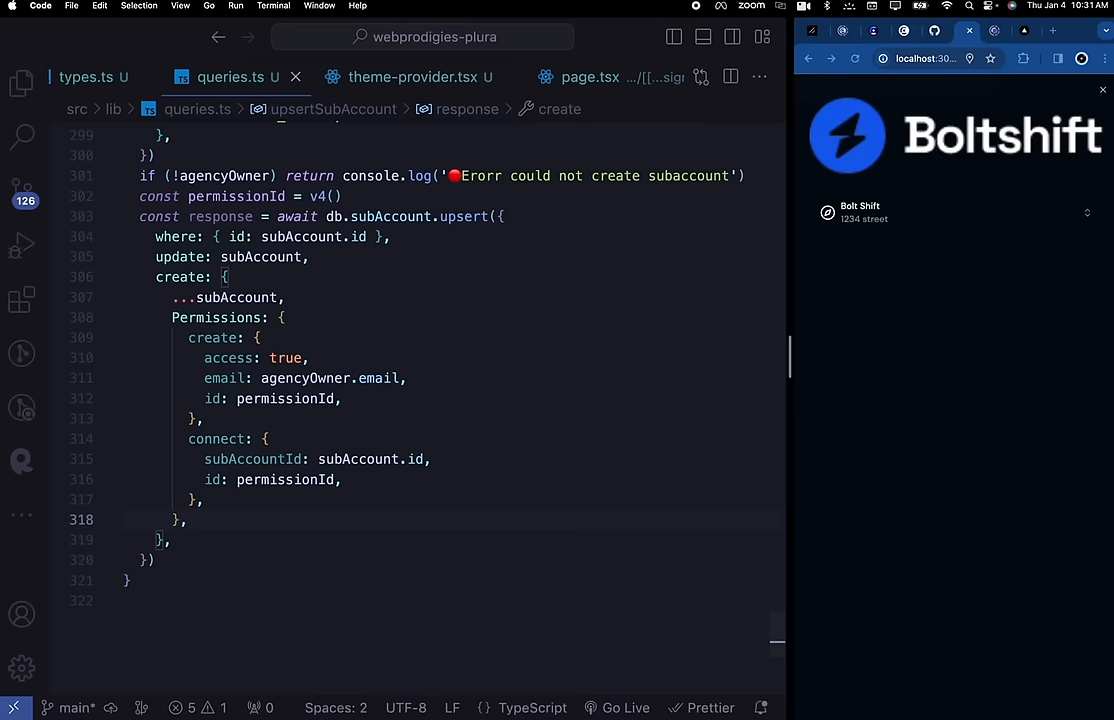 Code File Edit Selection View Go Run Terminal Window Help zoom Thu Jan 4 10:31 AM
webprodigies-plura
types.ts U queries.ts U theme-provider.tsx U page.tsx .../[[...sigr
src > lib > queries.ts > upsertSubAccount > response > create
299 },
300 })
301 if (!agencyOwner) return console.log('🔴Erorr could not create subaccount')
302 const permissionId = v4()
303 const response = await db.subAccount.upsert({
304 where: { id: subAccount.id },
305 update: subAccount,
306 create: {
307 ...subAccount,
308 Permissions: {
309 create: {
310 access: true,
311 email: agencyOwner.email,
312 id: permissionId,
313 },
314 connect: {
315 subAccountId: subAccount.id,
316 id: permissionId,
317 },
318 },
319 },
320 })
321 }
322
126
main* 5 1 0 Spaces: 2 UTF-8 LF {} TypeScript Go Live Prettier
localhost:30...
Boltshift
Bolt Shift
1234 street